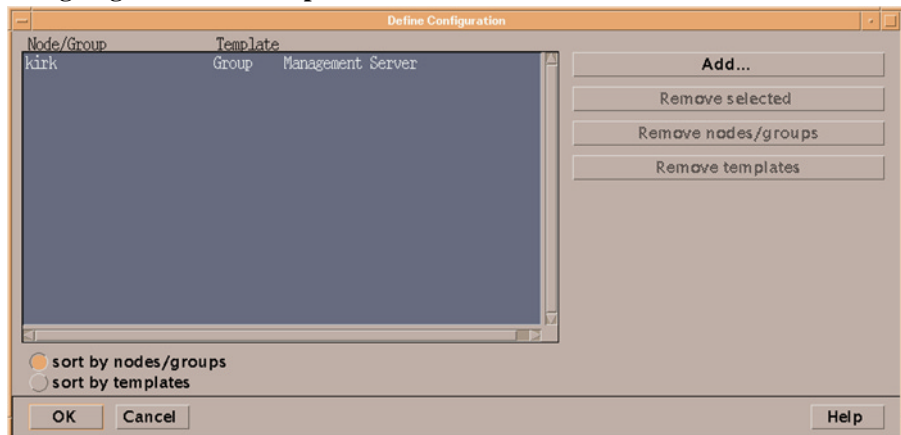 Define Configuration
Node/Group Template
kirk Group Management Server
Add...
Remove selected
Remove nodes/groups
Remove templates
sort by nodes/groups
sort by templates
OK Cancel Help